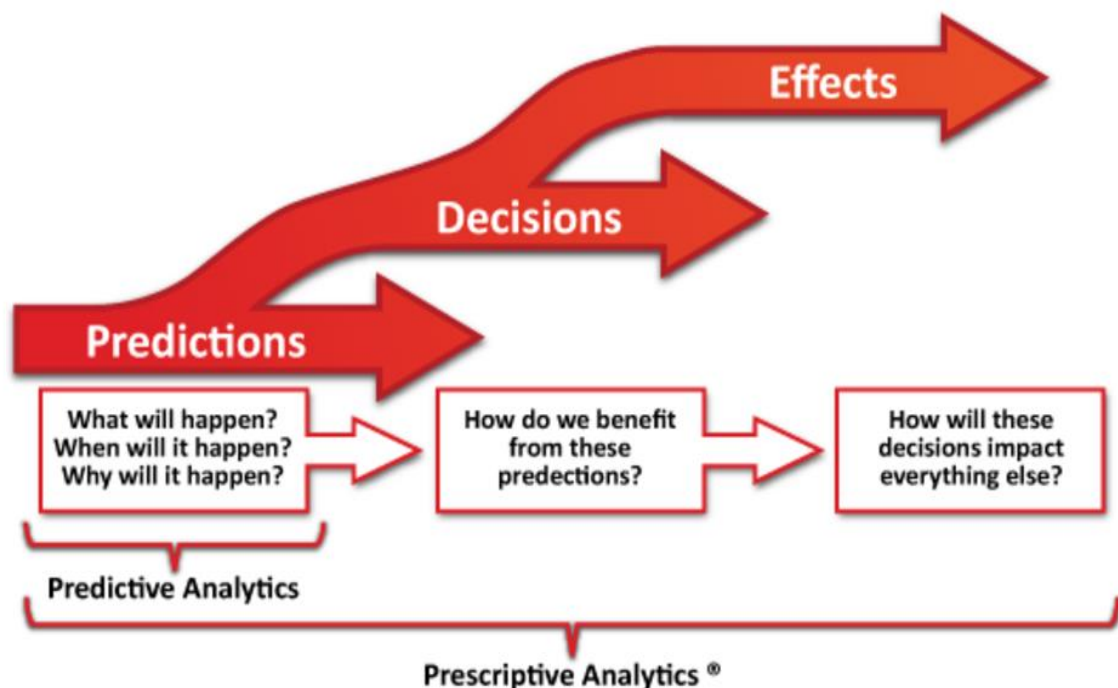 Effects
Decisions
Predictions
What will happen?
When will it happen?
Why will it happen?
How do we benefit
from these
predections?
How will these
decisions impact
everything else?
Predictive Analytics
Prescriptive Analytics ®